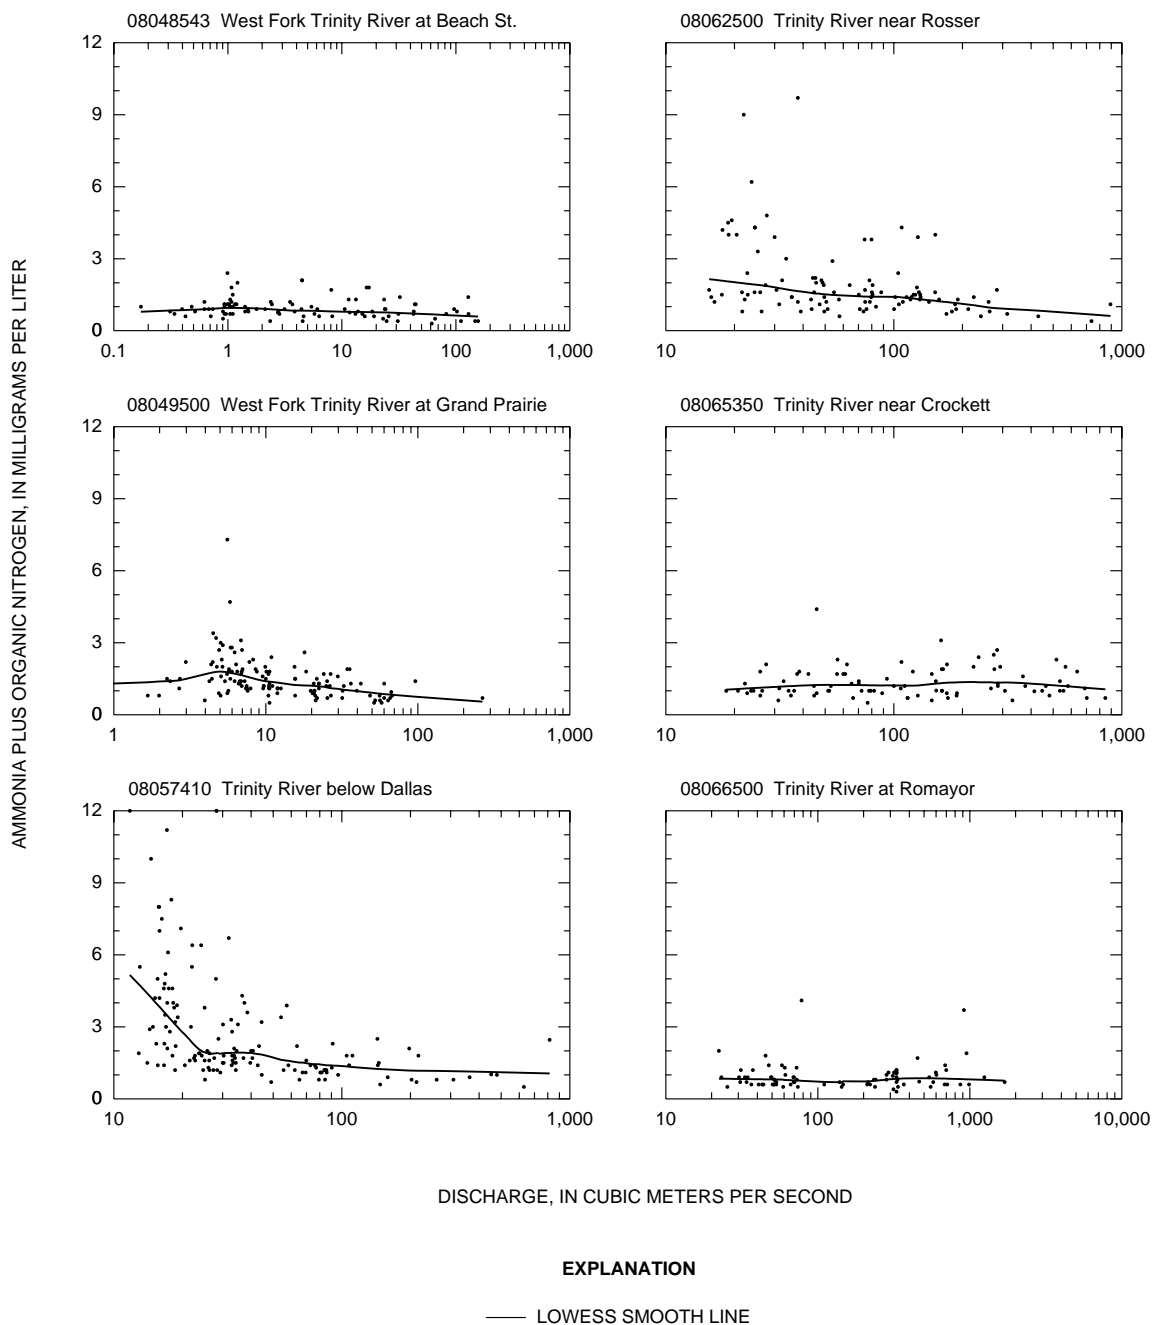 AMMONIA PLUS ORGANIC NITROGEN, IN MILLIGRAMS PER LITER
08048543 West Fork Trinity River at Beach St.
12
9
6
3
0
0.1 1 10 100 1,000
08062500 Trinity River near Rosser
10 100 1,000
08049500 West Fork Trinity River at Grand Prairie
12
9
6
3
0
1 10 100 1,000
08065350 Trinity River near Crockett
10 100 1,000
08057410 Trinity River below Dallas
12
9
6
3
0
10 100 1,000
08066500 Trinity River at Romayor
10 100 1,000 10,000
DISCHARGE, IN CUBIC METERS PER SECOND
EXPLANATION
LOWESS SMOOTH LINE